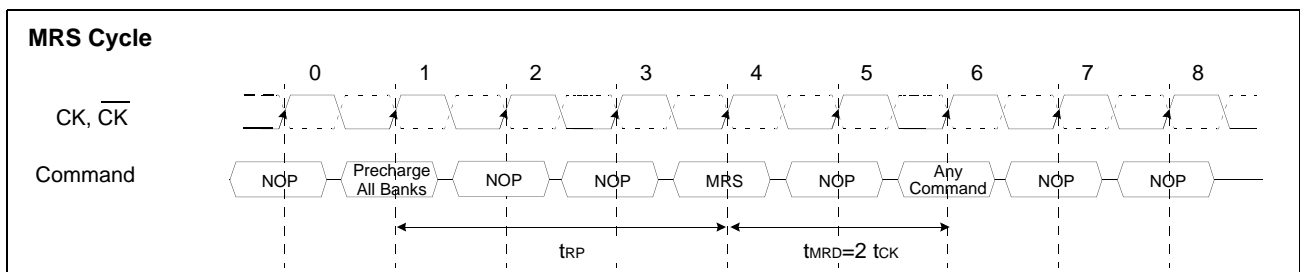 MRS Cycle
0 1 2 3 4 5 6 7 8
CK, CK
Command
NOP Precharge All Banks NOP NOP MRS NOP Any Command NOP NOP
tRP tMRD=2 tCK